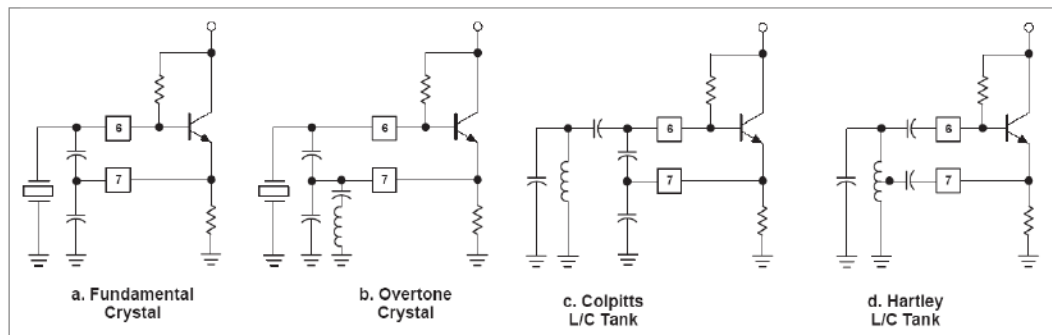 6
7
a. Fundamental
Crystal
6
7
b. Overtone
Crystal
6
7
c. Colpitts
L/C Tank
6
7
d. Hartley
L/C Tank